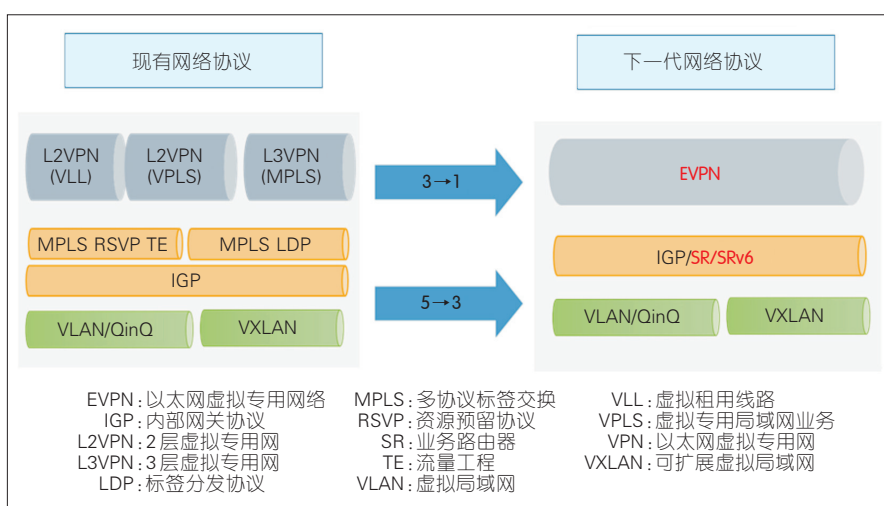 现有网络协议
下一代网络协议
L2VPN
(VLL)
L2VPN
(VPLS)
L3VPN
(MPLS)
3→1
EVPN
MPLS RSVP TE
MPLS LDP
IGP
IGP/SR/SRv6
5→3
VLAN/QinQ
VXLAN
VLAN/QinQ
VXLAN
EVPN:以太网虚拟专用网络
IGP:内部网关协议
L2VPN:2层虚拟专用网
L3VPN:3层虚拟专用网
LDP:标签分发协议
MPLS:多协议标签交换
RSVP:资源预留协议
SR:业务路由器
TE:流量工程
VLAN:虚拟局域网
VLL:虚拟租用线路
VPLS:虚拟专用局域网业务
VPN:以太网虚拟专用网
VXLAN:可扩展虚拟局域网